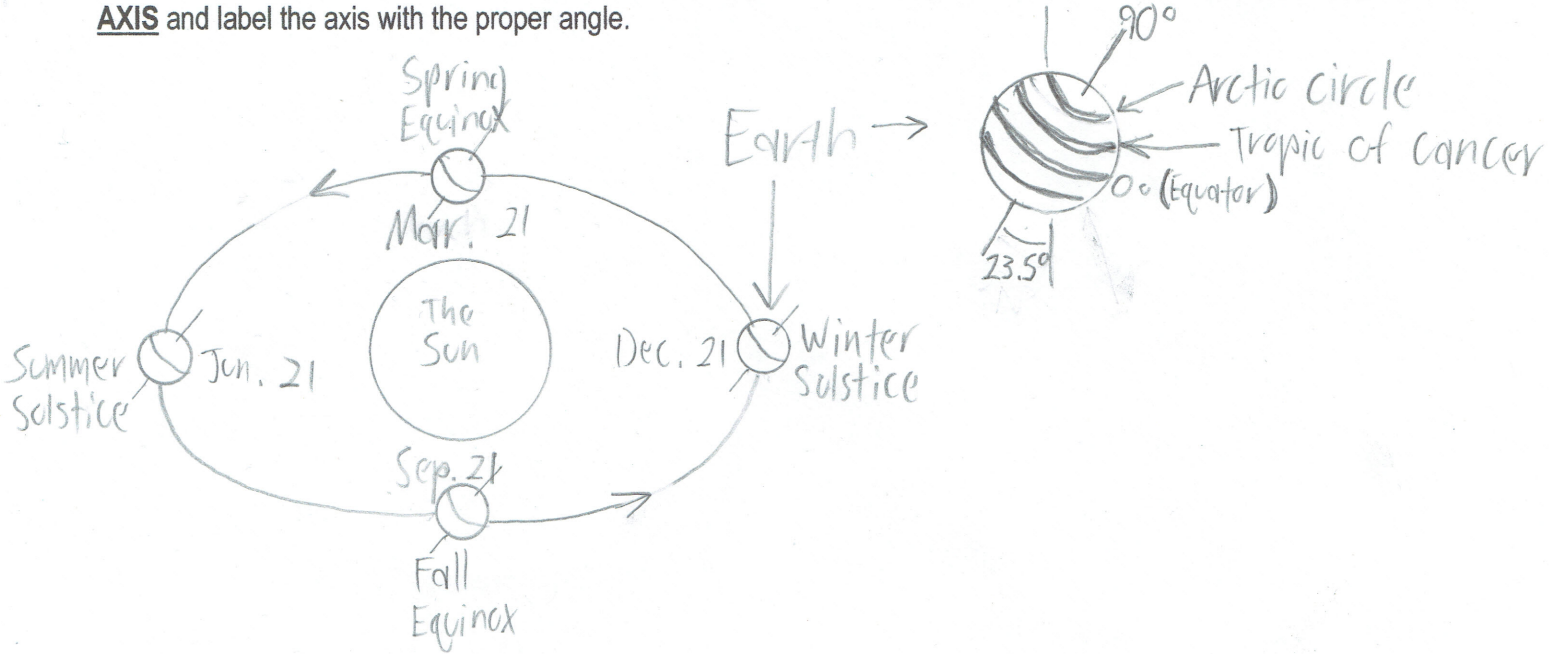 AXIS and label the axis with the proper angle.
90°
Spring
Equinox
Arctic circle
Earth
Tropic of Cancer
0° (Equator)
Mar. 21
23.5°
The
Sun
Summer
Solstice
Jun. 21
Dec. 21
Winter
Solstice
Sep. 21
Fall
Equinox